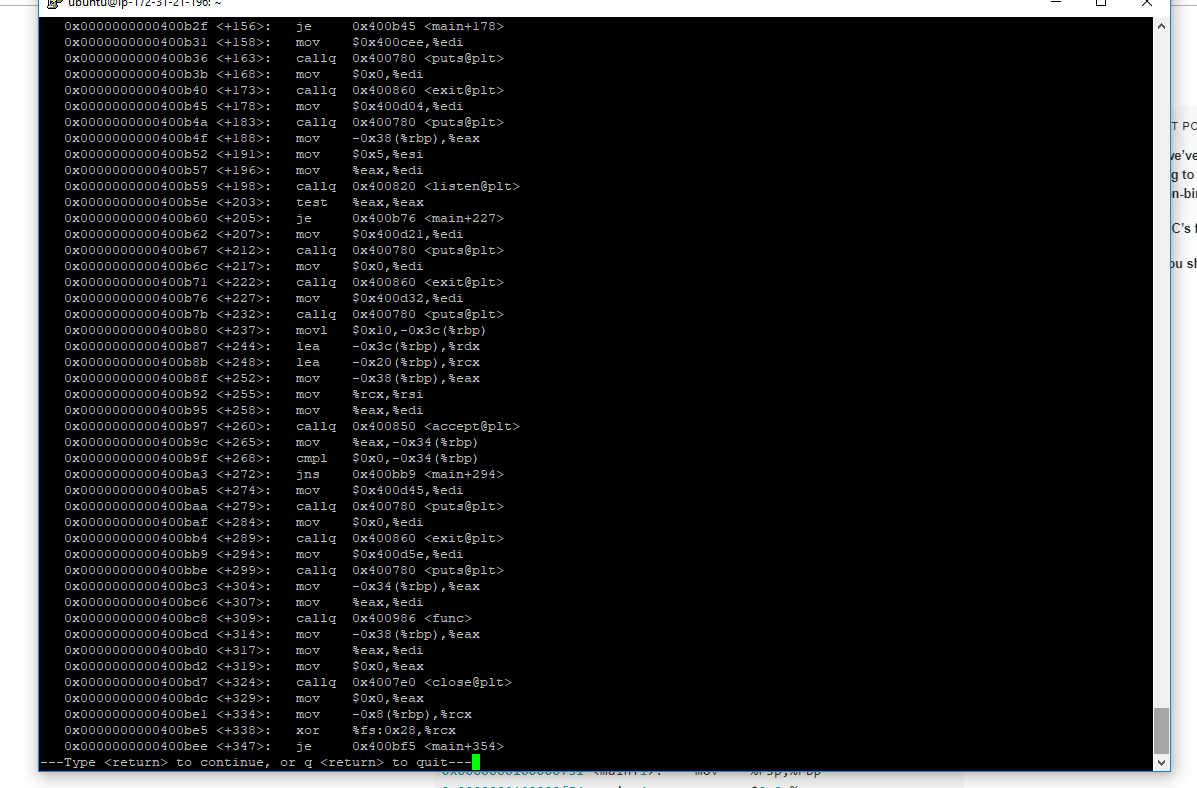 ubuntu@ip-172-31-21-196: ~
0x0000000000400b2f <+156>: je 0x400b45 <main+178>
0x0000000000400b31 <+158>: mov $0x400cee,%edi
0x0000000000400b36 <+163>: callq 0x400780 <puts@plt>
0x0000000000400b3b <+168>: mov $0x0,%edi
0x0000000000400b40 <+173>: callq 0x400860 <exit@plt>
0x0000000000400b45 <+178>: mov $0x400d04,%edi
0x0000000000400b4a <+183>: callq 0x400780 <puts@plt>
0x0000000000400b4f <+188>: mov -0x38(%rbp),%eax
0x0000000000400b52 <+191>: mov $0x5,%esi
0x0000000000400b57 <+196>: mov %eax,%edi
0x0000000000400b59 <+198>: callq 0x400820 <listen@plt>
0x0000000000400b5e <+203>: test %eax,%eax
0x0000000000400b60 <+205>: je 0x400b76 <main+227>
0x0000000000400b62 <+207>: mov $0x400d21,%edi
0x0000000000400b67 <+212>: callq 0x400780 <puts@plt>
0x0000000000400b6c <+217>: mov $0x0,%edi
0x0000000000400b71 <+222>: callq 0x400860 <exit@plt>
0x0000000000400b76 <+227>: mov $0x400d32,%edi
0x0000000000400b7b <+232>: callq 0x400780 <puts@plt>
0x0000000000400b80 <+237>: movl $0x10,-0x3c(%rbp)
0x0000000000400b87 <+244>: lea -0x3c(%rbp),%rdx
0x0000000000400b8b <+248>: lea -0x20(%rbp),%rcx
0x0000000000400b8f <+252>: mov -0x38(%rbp),%eax
0x0000000000400b92 <+255>: mov %rcx,%rsi
0x0000000000400b95 <+258>: mov %eax,%edi
0x0000000000400b97 <+260>: callq 0x400850 <accept@plt>
0x0000000000400b9c <+265>: mov %eax,-0x34(%rbp)
0x0000000000400b9f <+268>: cmpl $0x0,-0x34(%rbp)
0x0000000000400ba3 <+272>: jns 0x400bb9 <main+294>
0x0000000000400ba5 <+274>: mov $0x400d45,%edi
0x0000000000400baa <+279>: callq 0x400780 <puts@plt>
0x0000000000400baf <+284>: mov $0x0,%edi
0x0000000000400bb4 <+289>: callq 0x400860 <exit@plt>
0x0000000000400bb9 <+294>: mov $0x400d5e,%edi
0x0000000000400bbe <+299>: callq 0x400780 <puts@plt>
0x0000000000400bc3 <+304>: mov -0x34(%rbp),%eax
0x0000000000400bc6 <+307>: mov %eax,%edi
0x0000000000400bc8 <+309>: callq 0x400986 <func>
0x0000000000400bcd <+314>: mov -0x38(%rbp),%eax
0x0000000000400bd0 <+317>: mov %eax,%edi
0x0000000000400bd2 <+319>: mov $0x0,%eax
0x0000000000400bd7 <+324>: callq 0x4007e0 <close@plt>
0x0000000000400bdc <+329>: mov $0x0,%eax
0x0000000000400be1 <+334>: mov -0x8(%rbp),%rcx
0x0000000000400be5 <+338>: xor %fs:0x28,%rcx
0x0000000000400bee <+347>: je 0x400bf5 <main+354>
---Type <return> to continue, or q <return> to quit---
T PO
we've
g to
n-bi
C's f
ou sh